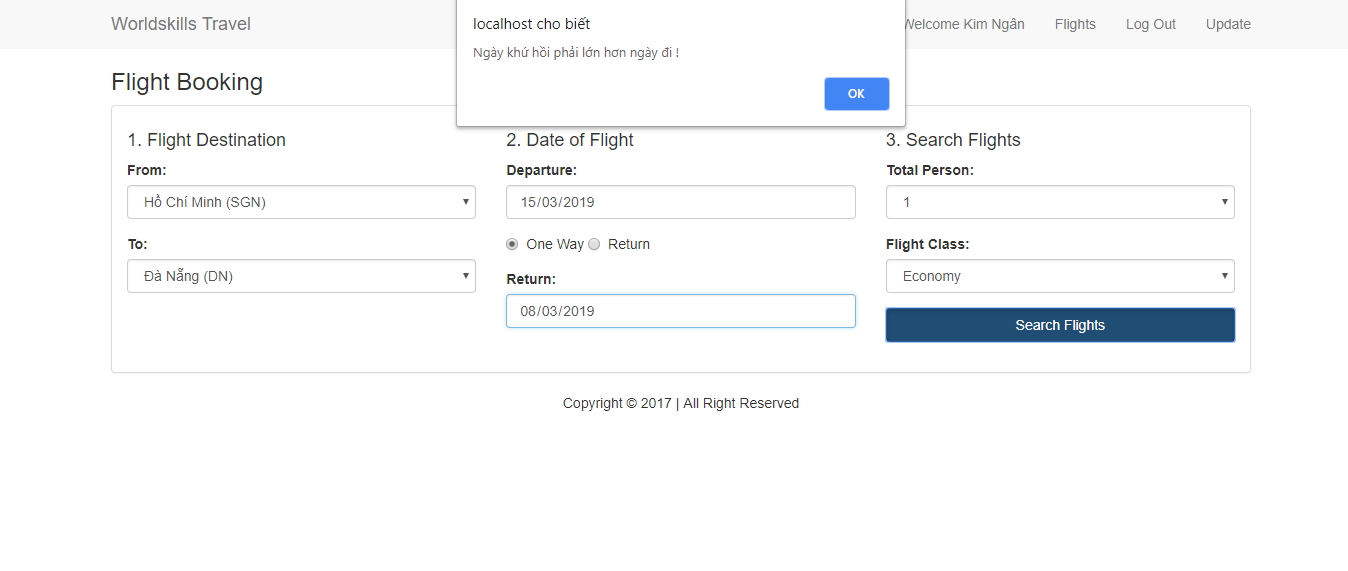 Worldskills Travel
Welcome Kim Ngân
Flights
Log Out
Update
localhost cho biết
Ngày khứ hồi phải lớn hơn ngày đi !
OK
Flight Booking
1. Flight Destination
From:
Hồ Chí Minh (SGN)
To:
Đà Nẵng (DN)
2. Date of Flight
Departure:
15/03/2019
One Way Return
Return:
08/03/2019
3. Search Flights
Total Person:
1
Flight Class:
Economy
Search Flights
Copyright © 2017 | All Right Reserved